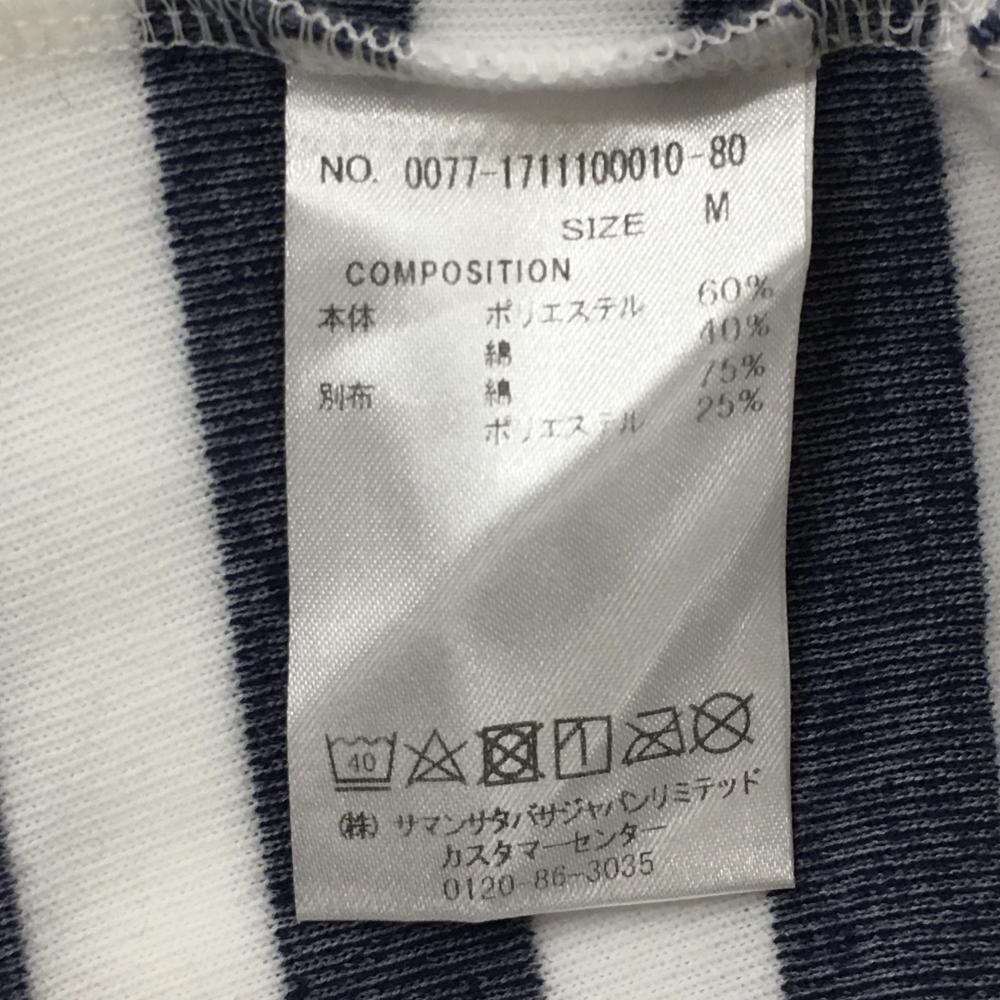 NO. 0077-1711100010-80
SIZE M
COMPOSITION
本体 ポリエステル 60%
綿 40%
別布 綿 75%
ポリエステル 25%
40
(株) サマンサタバサジャパンリミテッド
カスタマーセンター
0120-86-3035